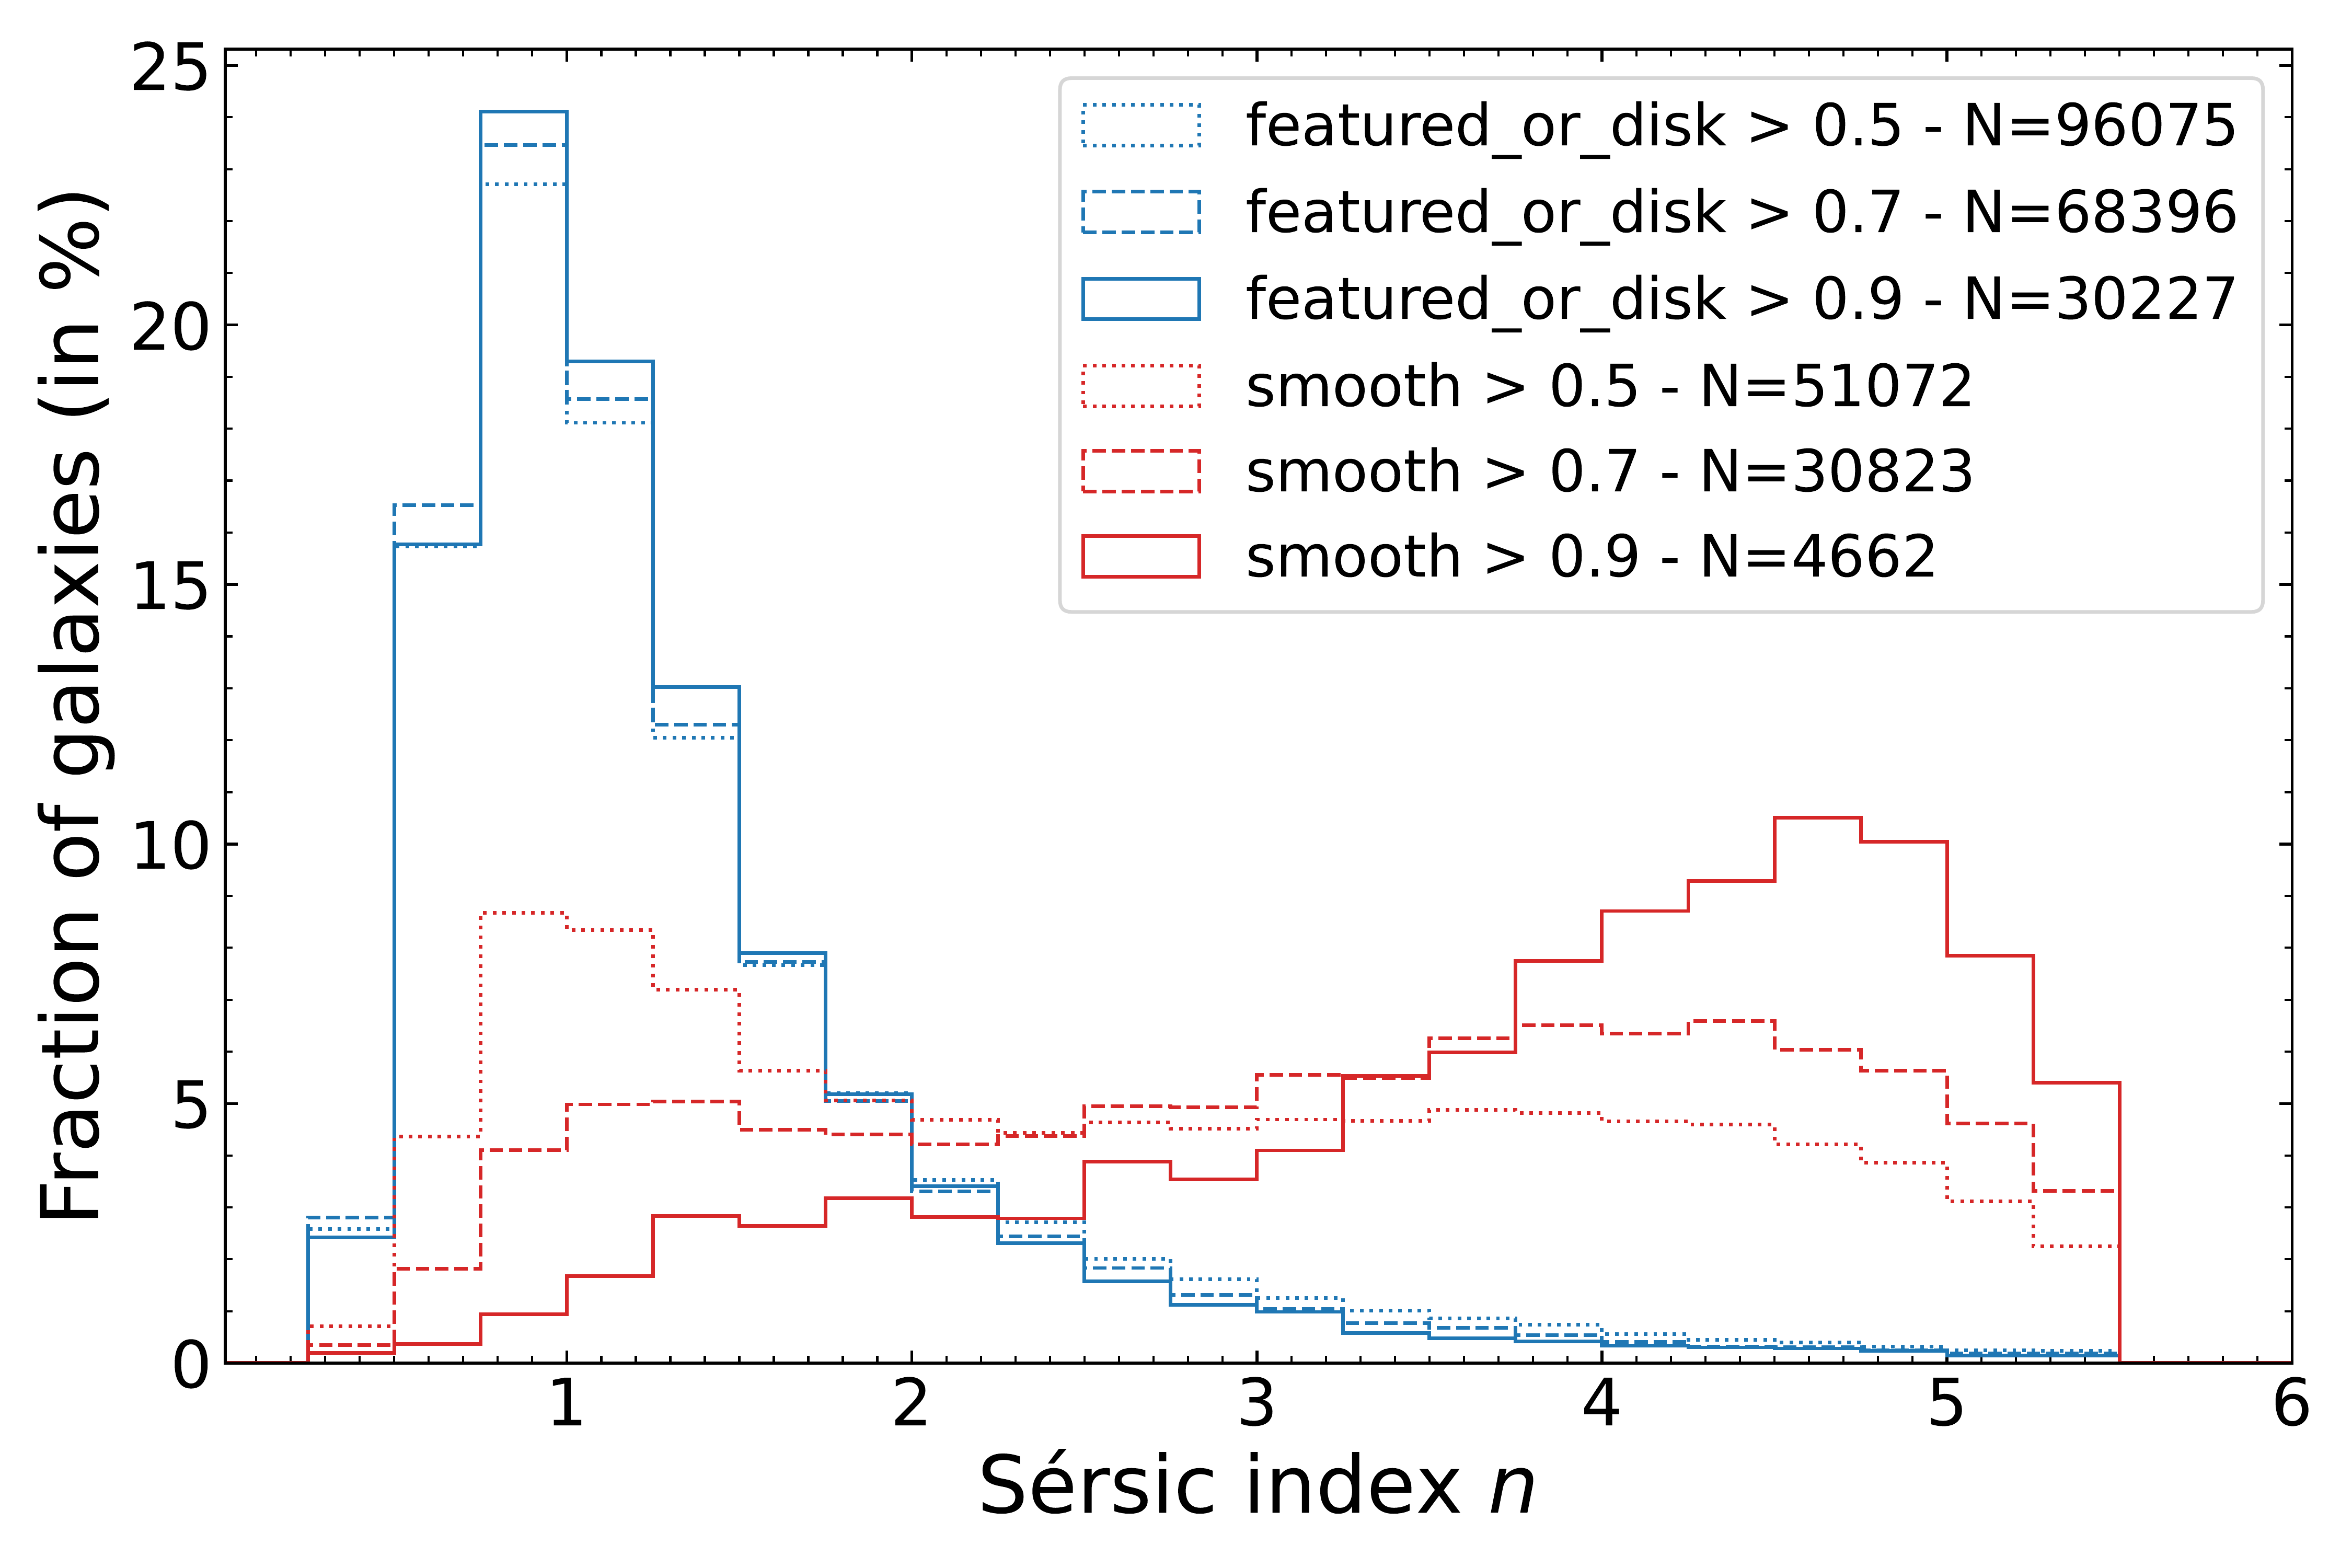 Fraction of galaxies (in %)
25
20
15
10
5
0
featured_or_disk > 0.5 - N=96075
featured_or_disk > 0.7 - N=68396
featured_or_disk > 0.9 - N=30227
smooth > 0.5 - N=51072
smooth > 0.7 - N=30823
smooth > 0.9 - N=4662
1 2 3 4 5 6
Sérsic index n